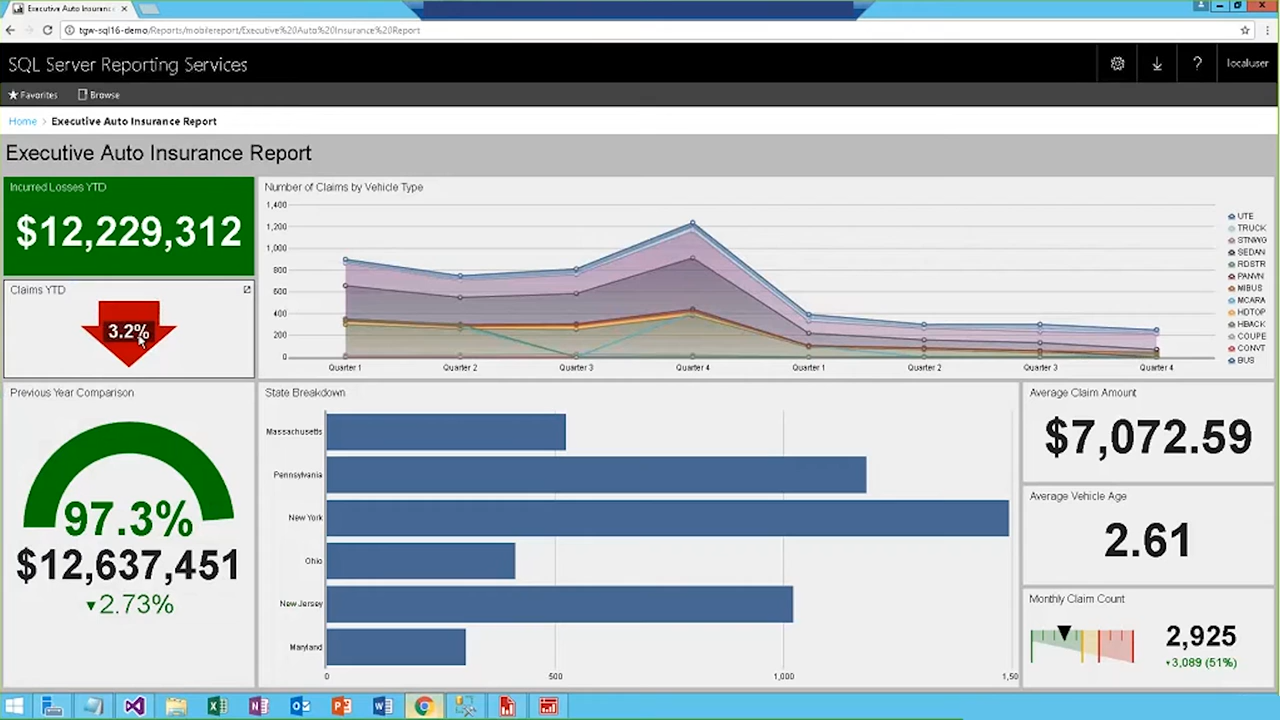 Executive Auto Insuranc
tgw-sql16-demo/Reports/mobilereport/Executive%20Auto%20Insurance%20Report
SQL Server Reporting Services
localuser
Favorites
Browse
Home > Executive Auto Insurance Report
Executive Auto Insurance Report
Incurred Losses YTD
$12,229,312
Claims YTD
3.2%
Previous Year Comparison
97.3%
$12,637,451
▼2.73%
Number of Claims by Vehicle Type
1,400
1,200
1,000
800
600
400
200
0
Quarter 1 Quarter 2 Quarter 3 Quarter 4 Quarter 1 Quarter 2 Quarter 3 Quarter 4
UTE
TRUCK
STNWG
SEDAN
RDSTR
PANVN
MIBUS
MCARA
HDTOP
HBACK
COUPE
CONVT
BUS
State Breakdown
Massachusetts
Pennsylvania
New York
Ohio
New Jersey
Maryland
0 500 1,000 1,50
Average Claim Amount
$7,072.59
Average Vehicle Age
2.61
Monthly Claim Count
2,925
3,089 (51%)